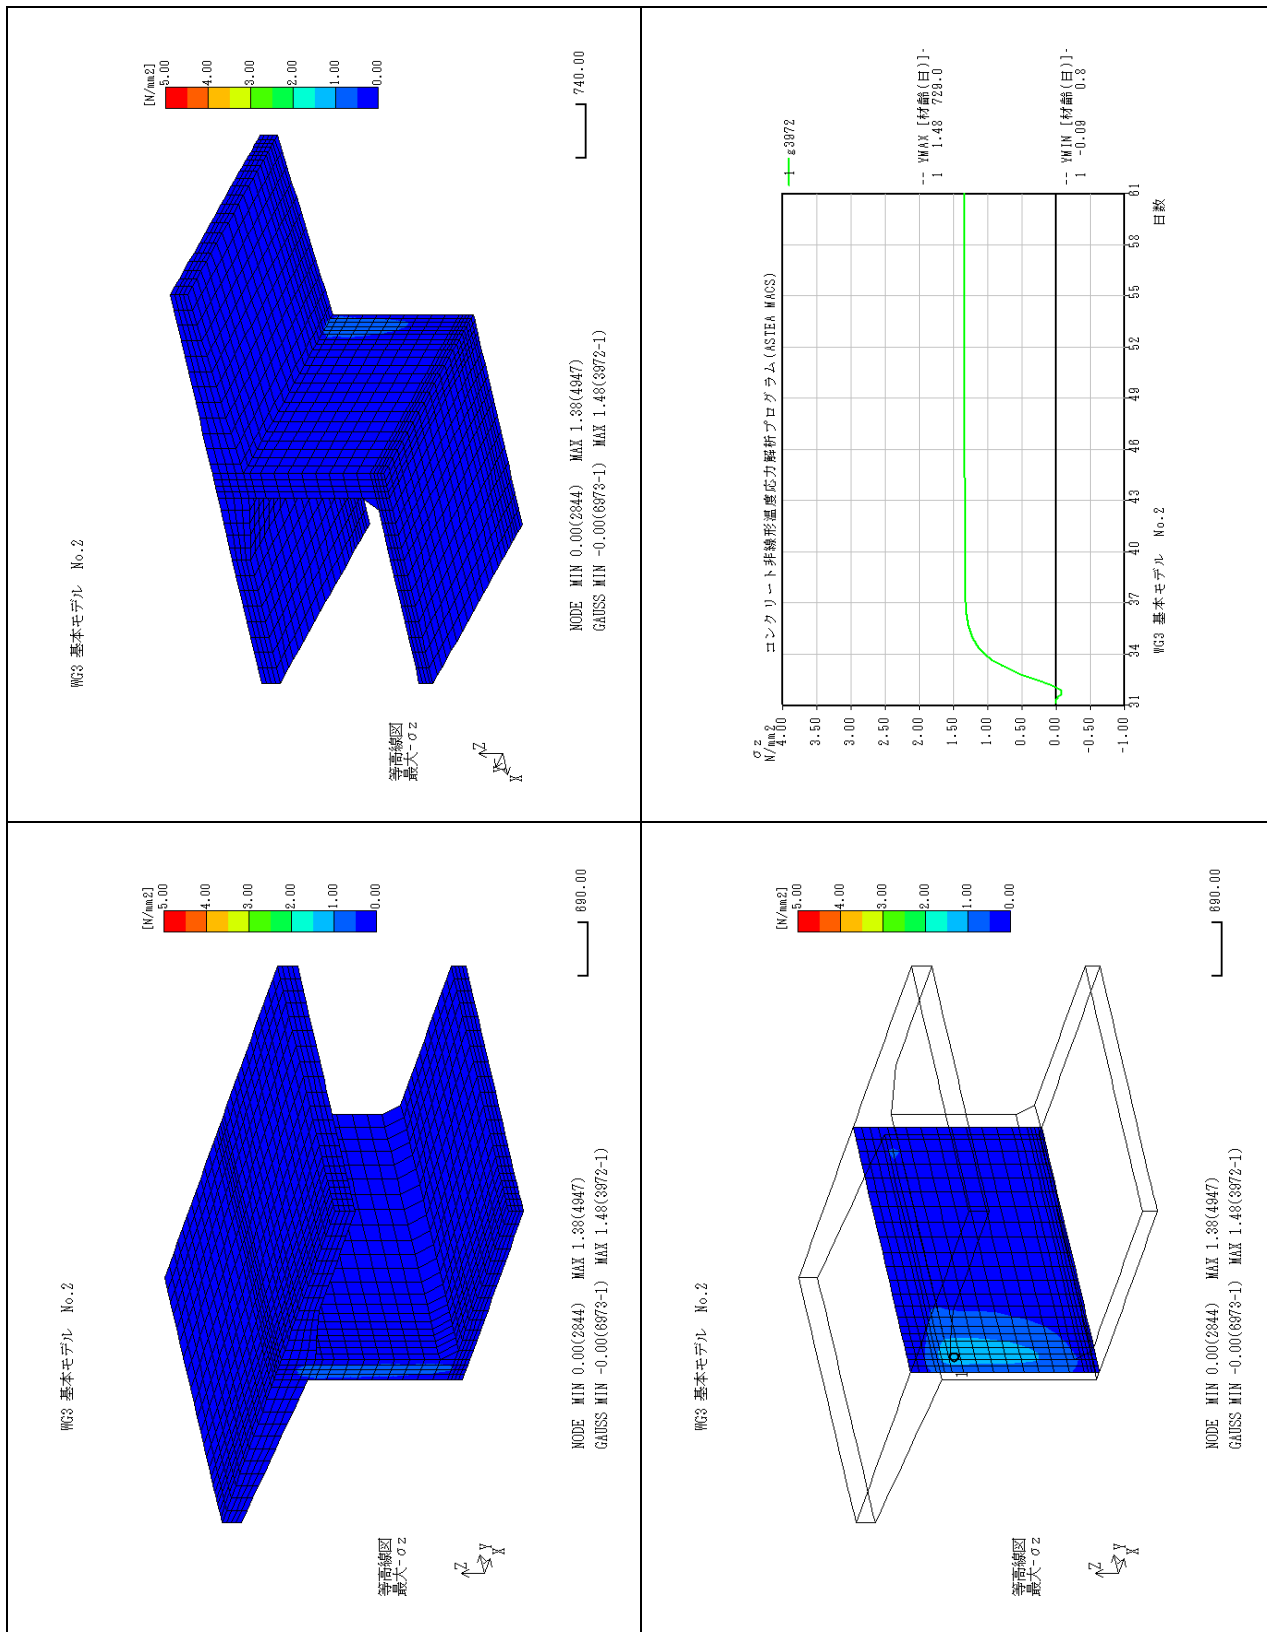 WG3 基本モデル No.2
[N/mm2]
5.00
4.00
3.00
2.00
1.00
0.00
等高線図
最大-σz
Z
Y
X
NODE MIN 0.00(2844) MAX 1.38(4947)
GAUSS MIN -0.00(6973-1) MAX 1.48(3972-1)
690.00
WG3 基本モデル No.2
[N/mm2]
5.00
4.00
3.00
2.00
1.00
0.00
等高線図
最大-σz
Z
Y
X
NODE MIN 0.00(2844) MAX 1.38(4947)
GAUSS MIN -0.00(6973-1) MAX 1.48(3972-1)
740.00
WG3 基本モデル No.2
[N/mm2]
5.00
4.00
3.00
2.00
1.00
0.00
1
等高線図
最大-σz
Z
Y
X
NODE MIN 0.00(2844) MAX 1.38(4947)
GAUSS MIN -0.00(6973-1) MAX 1.48(3972-1)
690.00
コンクリート非線形温度応力解析プログラム(ASTEA MACS)
σz
N/mm2
4.00
3.50
3.00
2.50
2.00
1.50
1.00
0.50
0.00
-0.50
-1.00
31
34
37
40
43
46
49
52
55
58
61
日数
WG3 基本モデル No.2
1 g3972
-- YMAX [材齢(日)]-
1 1.48 729.0
-- YMIN [材齢(日)]-
1 -0.09 0.8